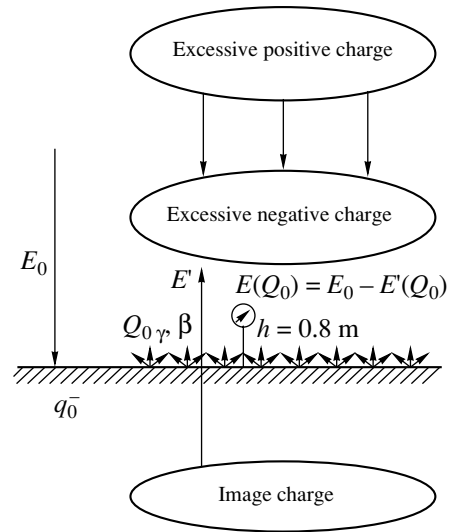 Excessive positive charge
Excessive negative charge
E₀
E′
E(Q₀) = E₀ – E′(Q₀)
Q₀ γ, β
h = 0.8 m
q₀⁻
Image charge